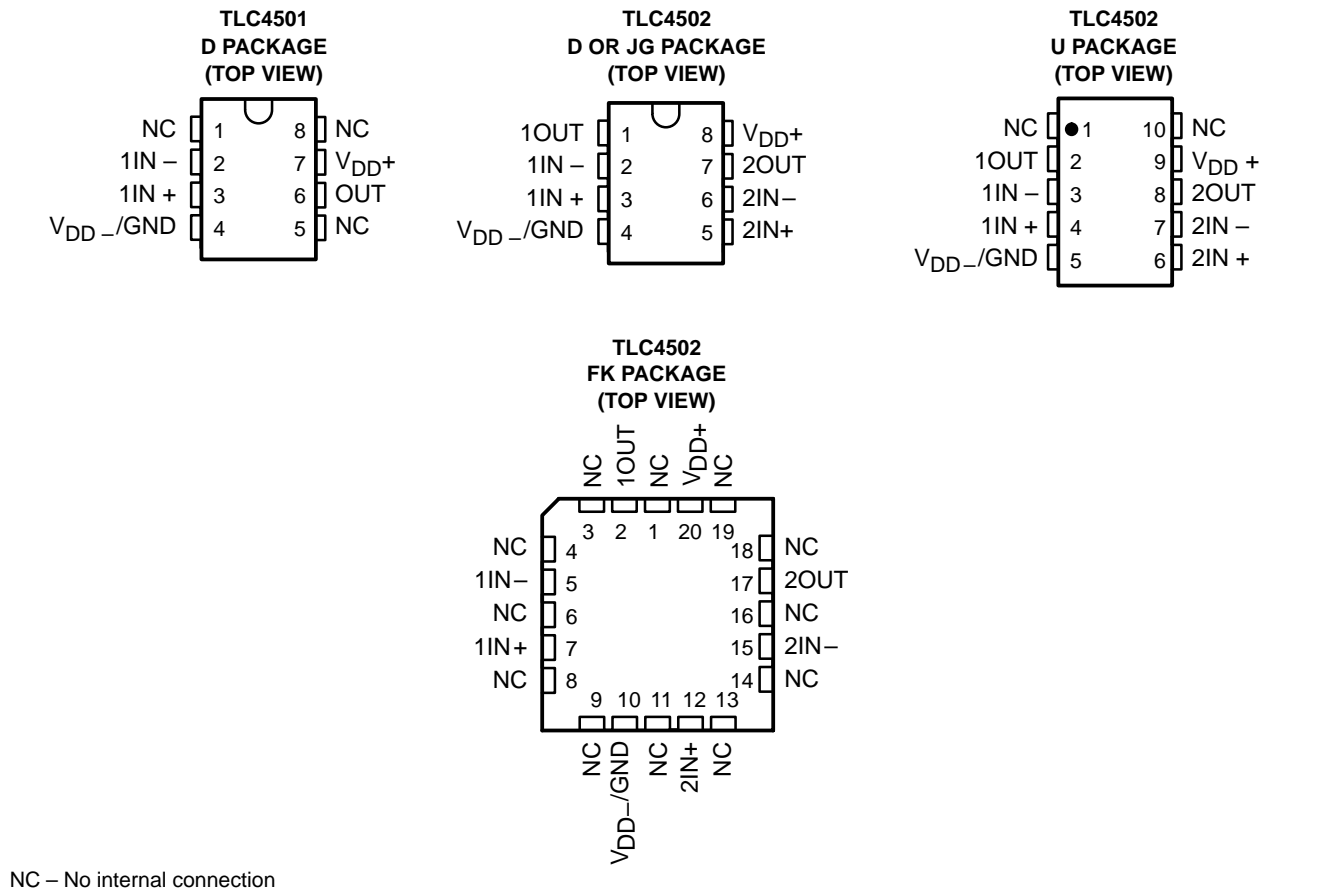 TLC4501
D PACKAGE
(TOP VIEW)
NC 1 8 NC
1IN – 2 7 VDD+
1IN + 3 6 OUT
VDD –/GND 4 5 NC
TLC4502
D OR JG PACKAGE
(TOP VIEW)
1OUT 1 8 VDD+
1IN – 2 7 2OUT
1IN + 3 6 2IN–
VDD –/GND 4 5 2IN+
TLC4502
U PACKAGE
(TOP VIEW)
NC 1 10 NC
1OUT 2 9 VDD +
1IN – 3 8 2OUT
1IN + 4 7 2IN –
VDD–/GND 5 6 2IN +
TLC4502
FK PACKAGE
(TOP VIEW)
NC 1OUT NC VDD+ NC
3 2 1 20 19
NC 4 18 NC
1IN– 5 17 2OUT
NC 6 16 NC
1IN+ 7 15 2IN–
NC 8 14 NC
9 10 11 12 13
NC VDD–/GND NC 2IN+ NC
NC – No internal connection